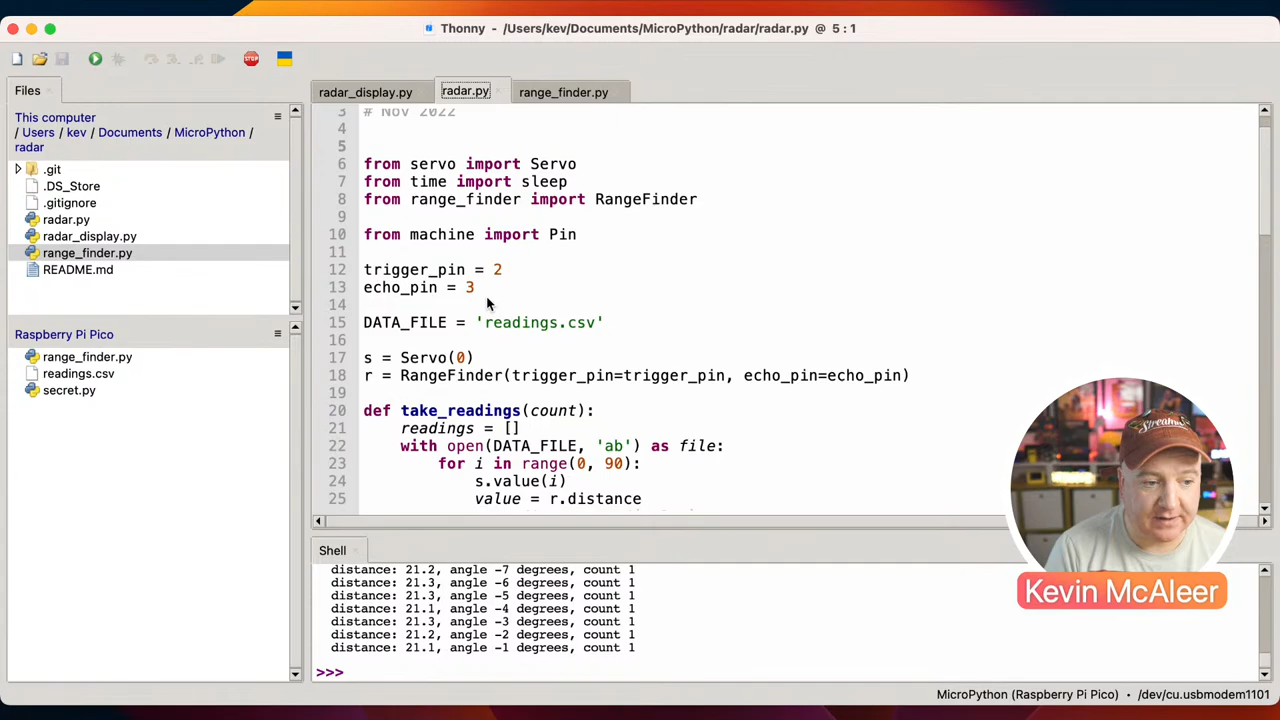 Thonny - /Users/kev/Documents/MicroPython/radar/radar.py @ 5 : 1
STOP
Files
This computer
/ Users / kev / Documents / MicroPython /
radar
.git
.DS_Store
.gitignore
radar.py
radar_display.py
range_finder.py
README.md
Raspberry Pi Pico
range_finder.py
readings.csv
secret.py
radar_display.py
radar.py
range_finder.py
3 # Nov 2022
4
5
6 from servo import Servo
7 from time import sleep
8 from range_finder import RangeFinder
9
10 from machine import Pin
11
12 trigger_pin = 2
13 echo_pin = 3
14
15 DATA_FILE = 'readings.csv'
16
17 s = Servo(0)
18 r = RangeFinder(trigger_pin=trigger_pin, echo_pin=echo_pin)
19
20 def take_readings(count):
21 readings = []
22 with open(DATA_FILE, 'ab') as file:
23 for i in range(0, 90):
24 s.value(i)
25 value = r.distance
Shell
distance: 21.2, angle -7 degrees, count 1
distance: 21.3, angle -6 degrees, count 1
distance: 21.3, angle -5 degrees, count 1
distance: 21.1, angle -4 degrees, count 1
distance: 21.3, angle -3 degrees, count 1
distance: 21.2, angle -2 degrees, count 1
distance: 21.1, angle -1 degrees, count 1
>>>
Kevin McAleer
MicroPython (Raspberry Pi Pico) • /dev/cu.usbmodem1101